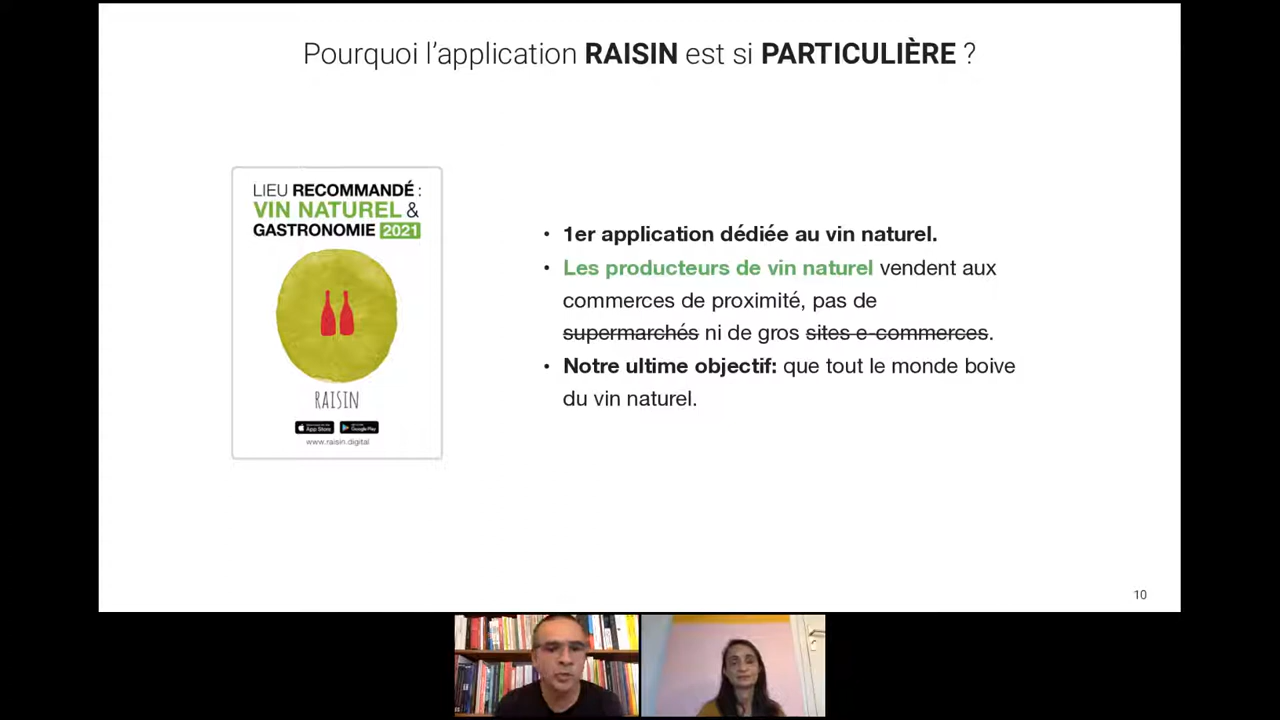 Pourquoi l'application RAISIN est si PARTICULIÈRE ?
LIEU RECOMMANDÉ :
VIN NATUREL &
GASTRONOMIE 2021
RAISIN
App Store
Google Play
www.raisin.digital
• 1er application dédiée au vin naturel.
• Les producteurs de vin naturel vendent aux
commerces de proximité, pas de
supermarchés ni de gros sites e-commerces.
• Notre ultime objectif: que tout le monde boive
du vin naturel.
10